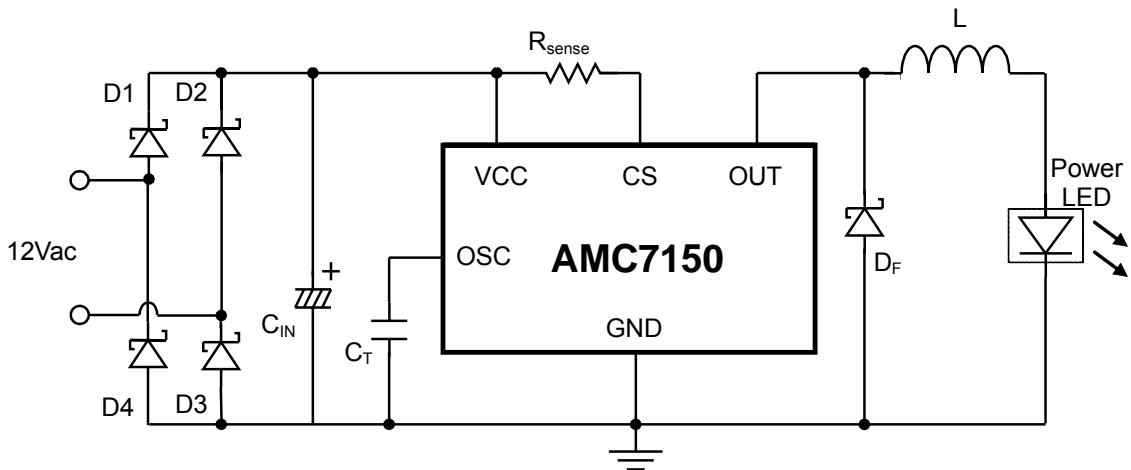 L
R_sense
D1
D2
VCC
CS
OUT
Power
LED
12Vac
OSC
AMC7150
D_F
+
C_IN
GND
C_T
D4
D3